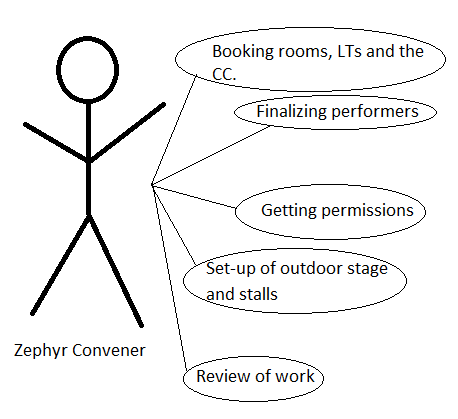 Booking rooms, LTs and the
CC.
Finalizing performers
Getting permissions
Set-up of outdoor stage
and stalls
Zephyr Convener
Review of work